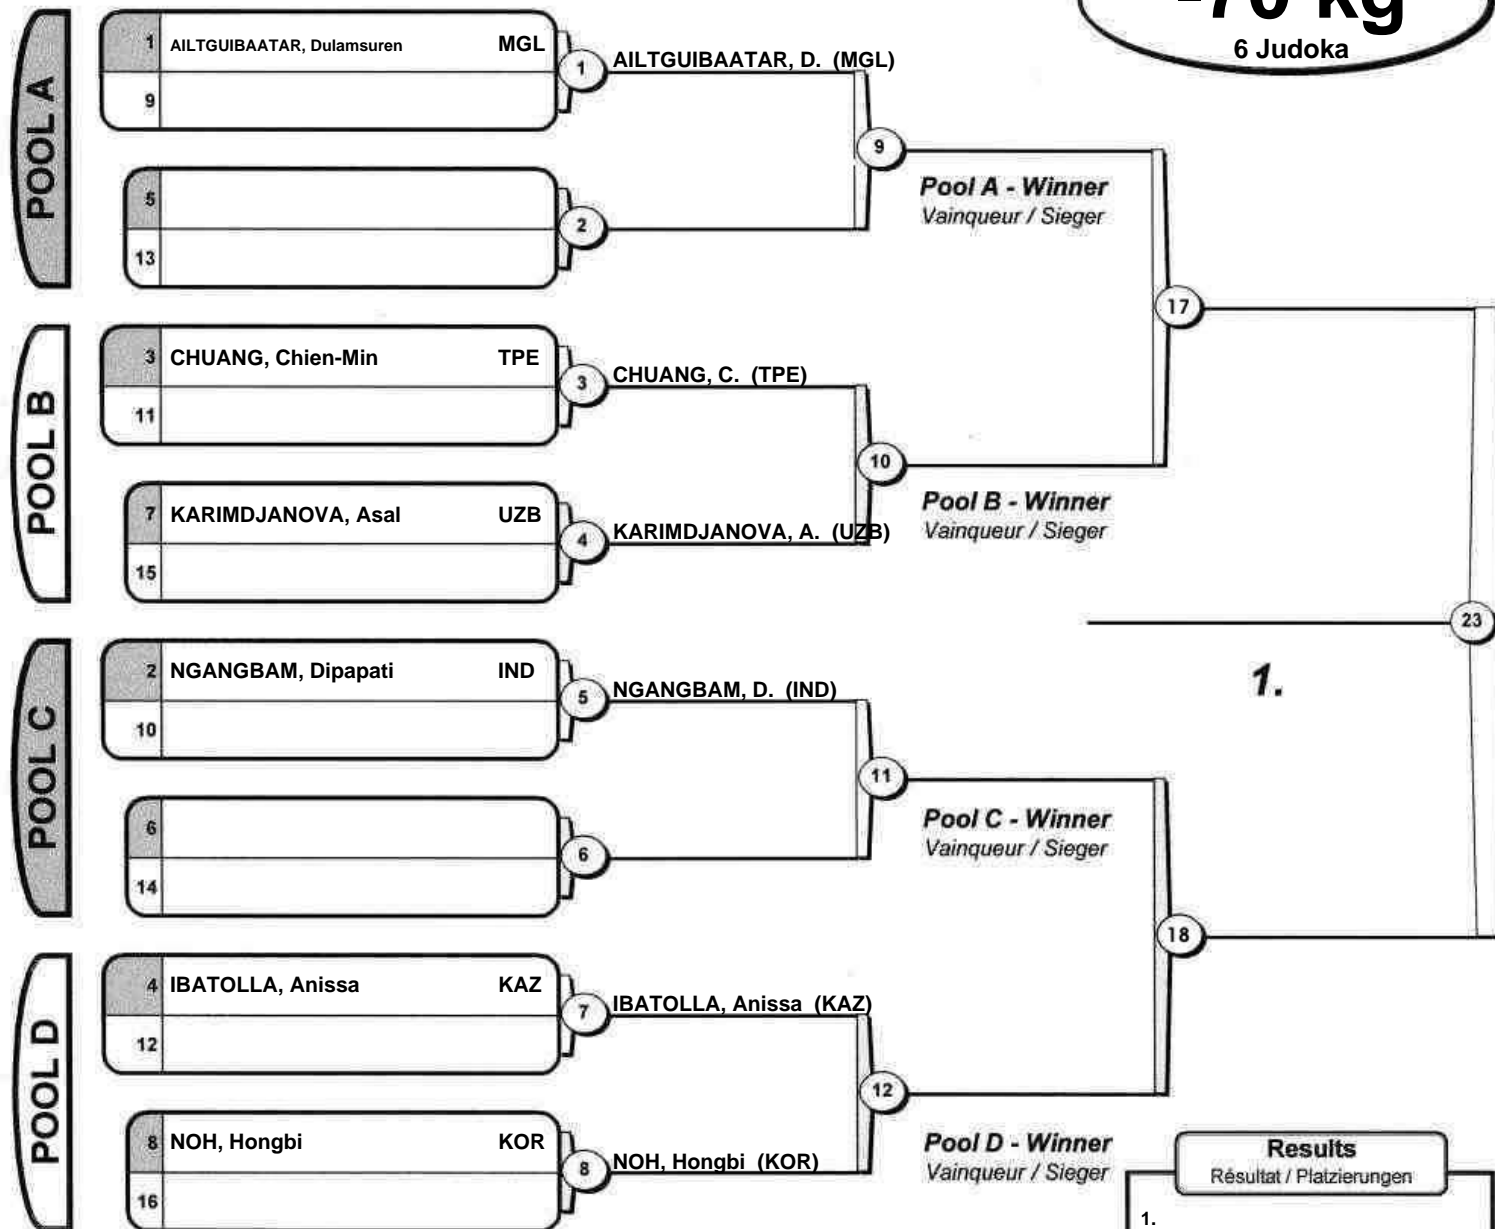 -70 kg
6 Judoka
POOL A
1 AILTGUIBAATAR, Dulamsuren MGL
9
1 AILTGUIBAATAR, D. (MGL)
5
13
2
9
Pool A - Winner
Vainqueur / Sieger
POOL B
3 CHUANG, Chien-Min TPE
11
3 CHUANG, C. (TPE)
7 KARIMDJANOVA, Asal UZB
15
4 KARIMDJANOVA, A. (UZB)
10
Pool B - Winner
Vainqueur / Sieger
17
23
1.
POOL C
2 NGANGBAM, Dipapati IND
10
5 NGANGBAM, D. (IND)
6
14
6
11
Pool C - Winner
Vainqueur / Sieger
18
POOL D
4 IBATOLLA, Anissa KAZ
12
7 IBATOLLA, Anissa (KAZ)
8 NOH, Hongbi KOR
16
8 NOH, Hongbi (KOR)
12
Pool D - Winner
Vainqueur / Sieger
Results
Résultat / Platzierungen
1.